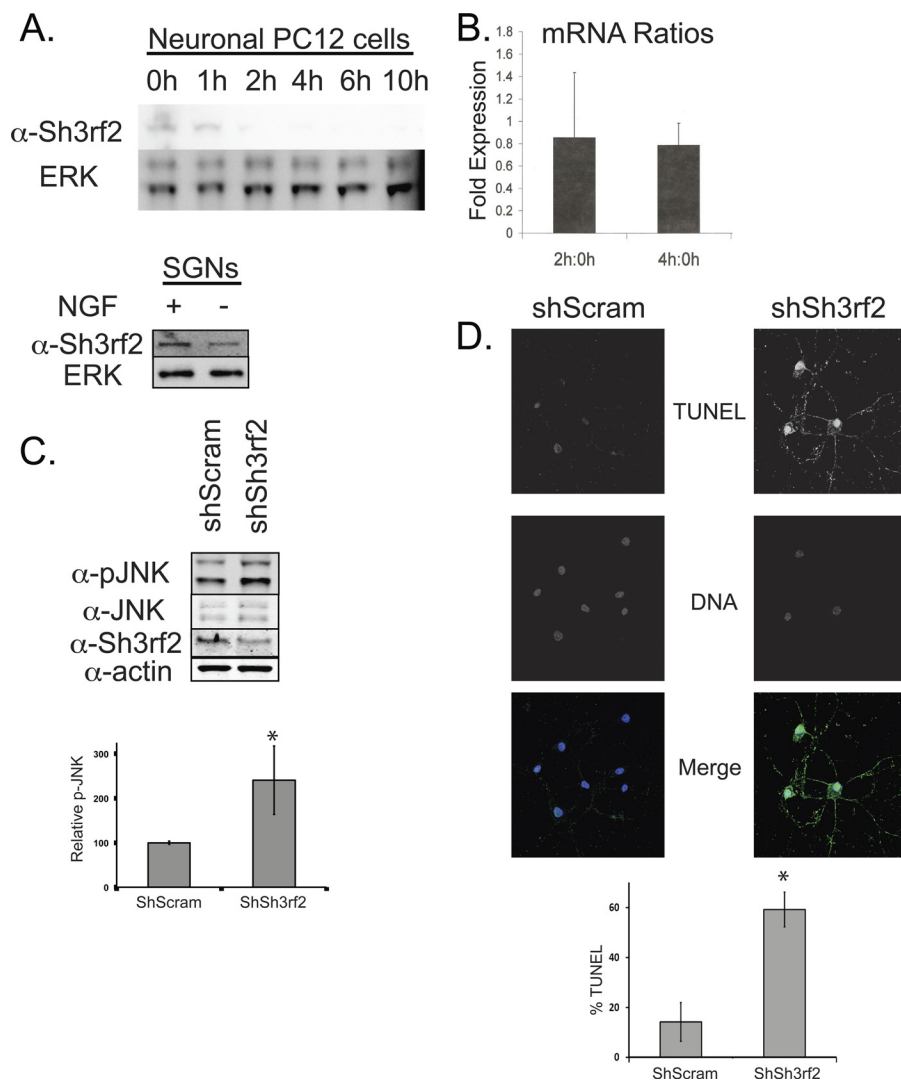 A.
Neuronal PC12 cells
0h 1h 2h 4h 6h 10h
α-Sh3rf2
ERK
SGNs
NGF + -
α-Sh3rf2
ERK
B.
mRNA Ratios
Fold Expression
1.8
1.6
1.4
1.2
1
0.8
0.6
0.4
0.2
0
2h:0h 4h:0h
C.
shScram shSh3rf2
α-pJNK
α-JNK
α-Sh3rf2
α-actin
Relative p-JNK
300
200
100
0
*
ShScram ShSh3rf2
D.
shScram shSh3rf2
TUNEL
DNA
Merge
% TUNEL
60
40
20
0
*
ShScram ShSh3rf2